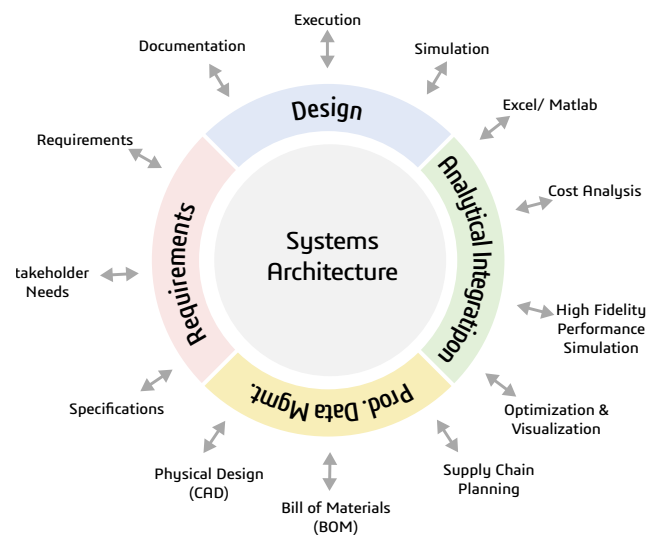 Execution
Documentation
Simulation
Design
Excel/ Matlab
Requirements
Analytical Integratipon
Cost Analysis
Systems
Architecture
Requirements
takeholder
Needs
High Fidelity
Performance
Simulation
Prod. Data Mgmt.
Specifications
Optimization &
Visualization
Physical Design
(CAD)
Supply Chain
Planning
Bill of Materials
(BOM)